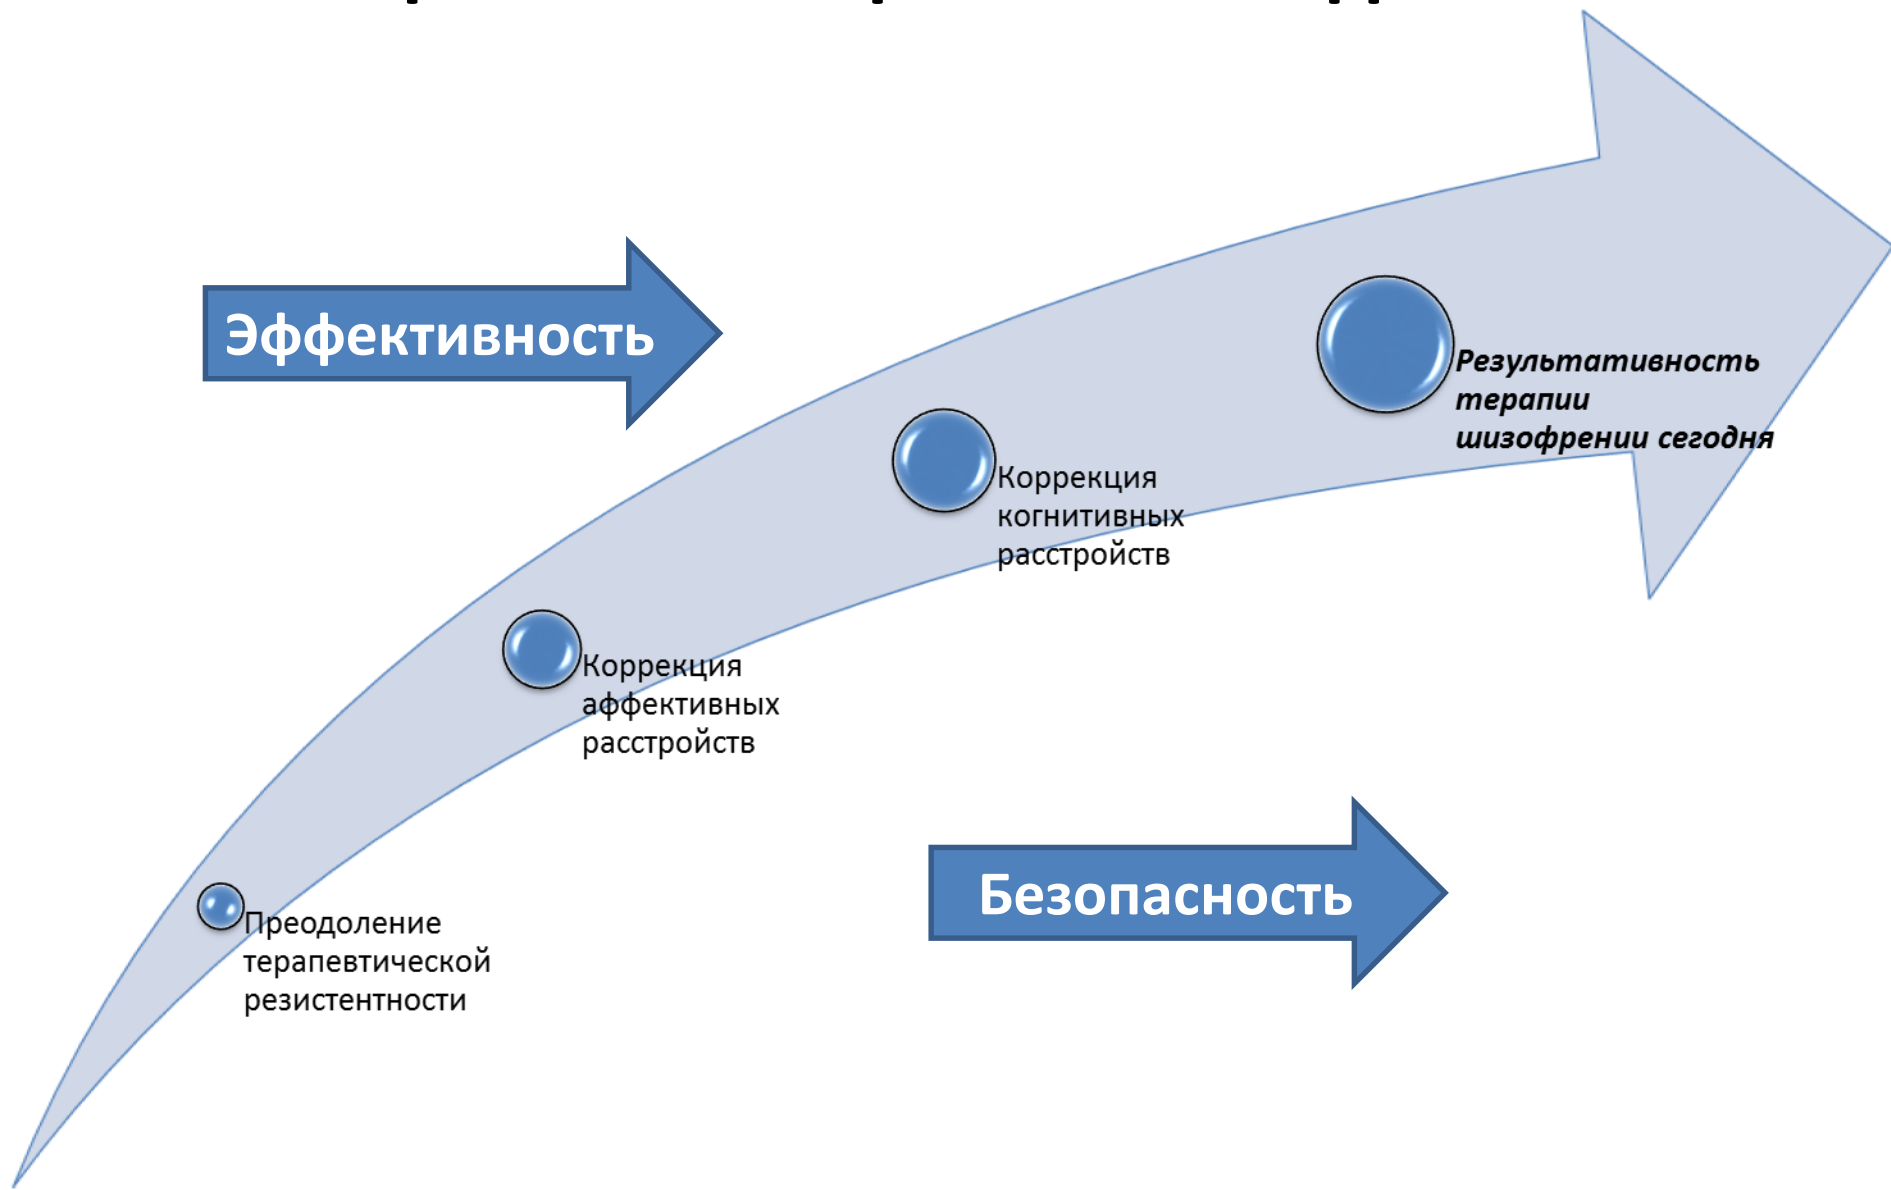 Эффективность
Результативность
терапии
шизофрении сегодня
Коррекция
когнитивных
расстройств
Коррекция
аффективных
расстройств
Безопасность
Преодоление
терапевтической
резистентности